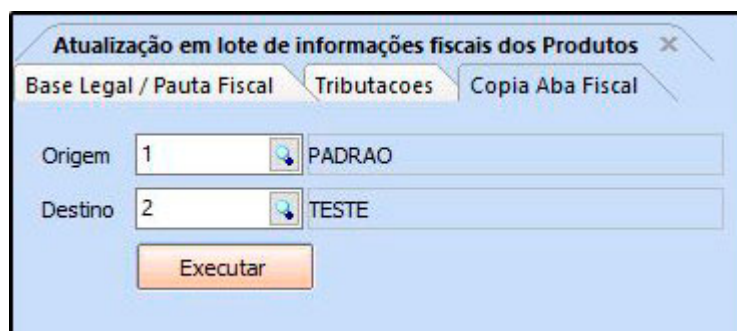 Atualização em lote de informações fiscais dos Produtos
Base Legal / Pauta Fiscal Tributacoes Copia Aba Fiscal
Origem 1 PADRAO
Destino 2 TESTE
Executar